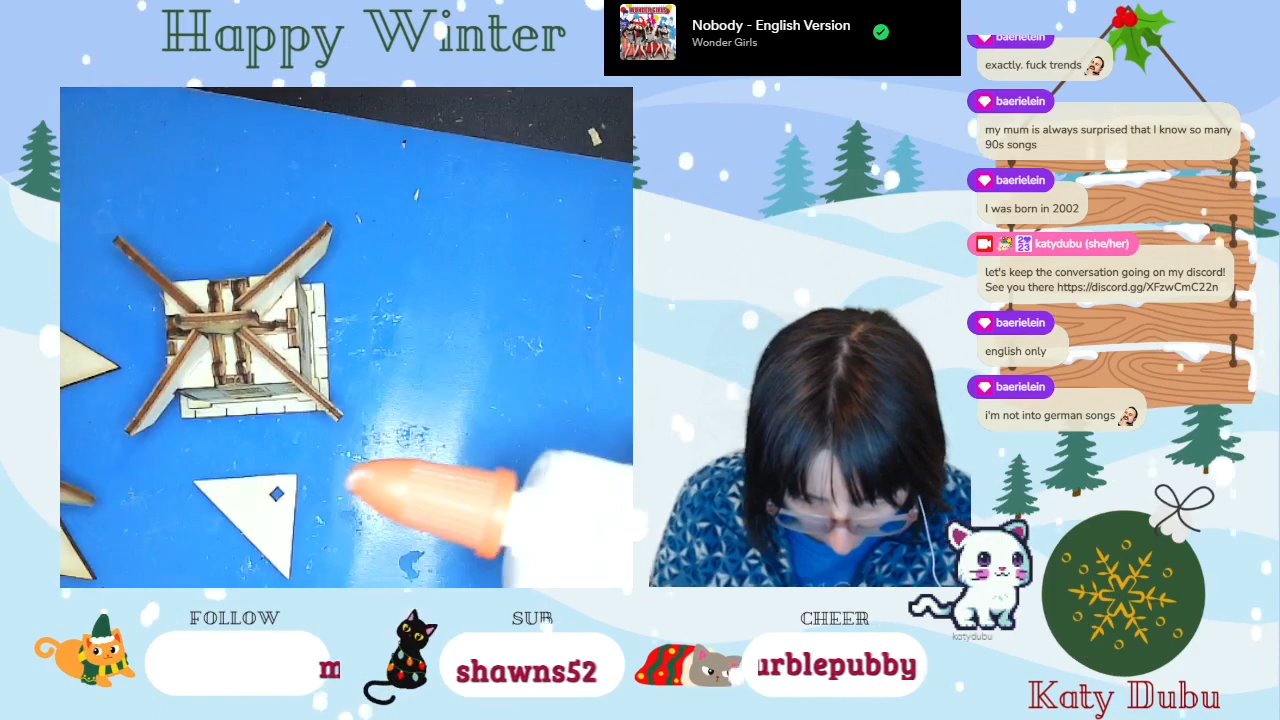 Happy Winter
WONDER GIRLS
Nobody - English Version
Wonder Girls
baerielein
exactly. fuck trends
baerielein
my mum is always surprised that I know so many
90s songs
baerielein
I was born in 2002
katydubu (she/her)
let's keep the conversation going on my discord!
See you there https://discord.gg/XFzwCmC22n
baerielein
english only
baerielein
i'm not into german songs
katydubu
FOLLOW
m
SUB
shawns52
CHEER
urblepubby
Katy Dubu